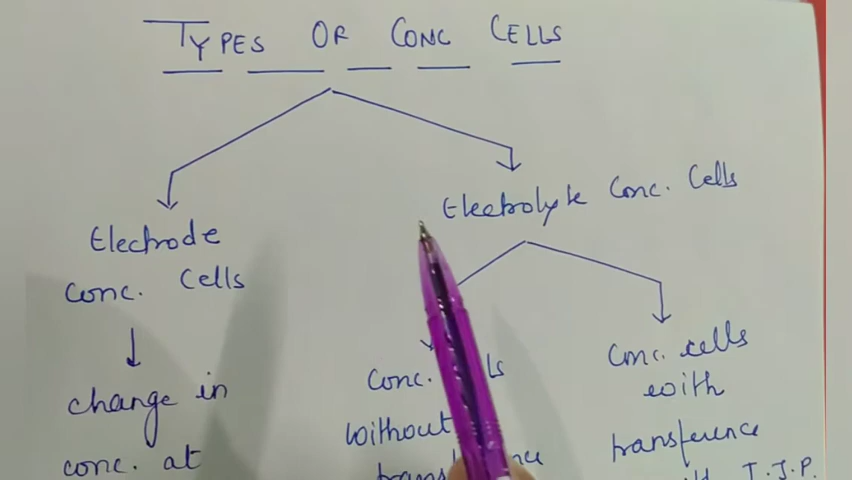 TYPES OF CONC CELLS
Electrode
conc. cells
change in
conc. at
Electrolyte Conc. Cells
Conc.
without
Conc. cells
with
transference